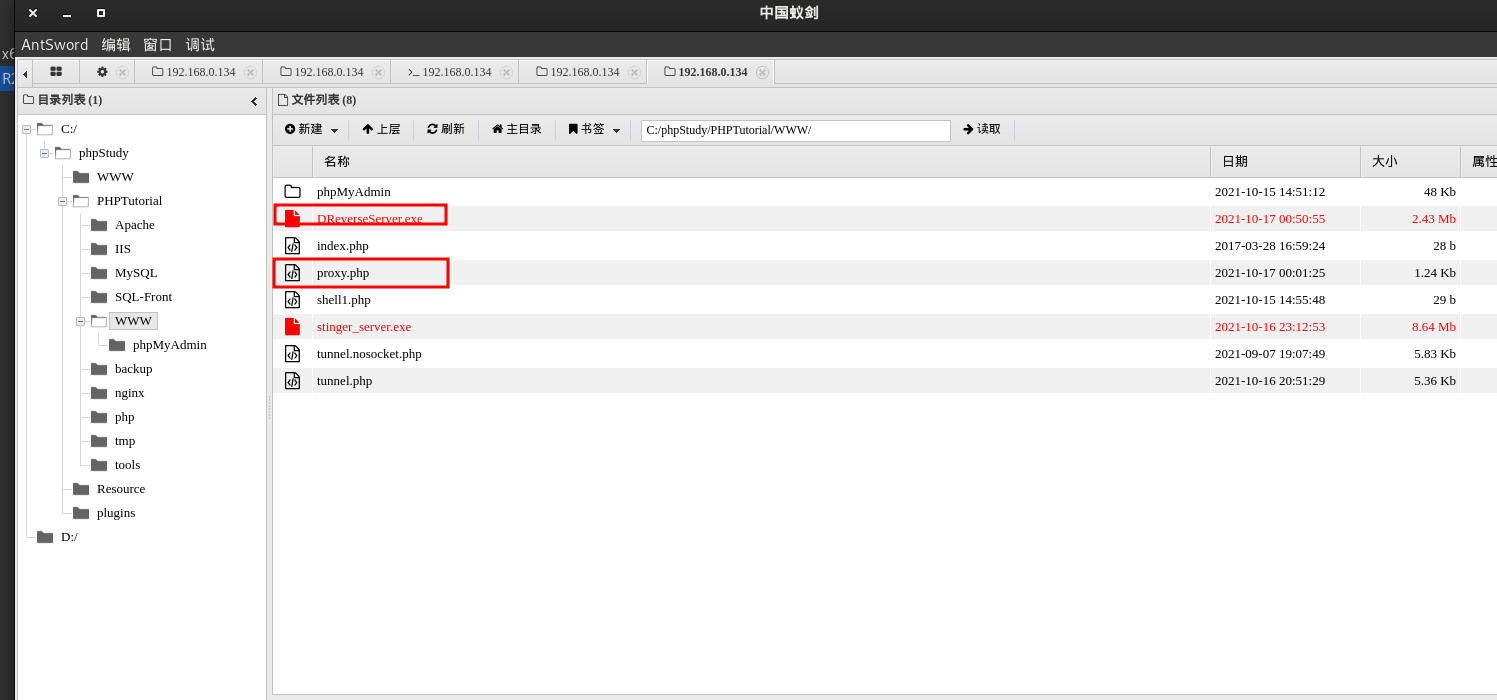 中国蚁剑
AntSword 编辑 窗口 调试
192.168.0.134 192.168.0.134 >_ 192.168.0.134 192.168.0.134 192.168.0.134
目录列表 (1)
C:/
phpStudy
WWW
PHPTutorial
Apache
IIS
MySQL
SQL-Front
WWW
phpMyAdmin
backup
nginx
php
tmp
tools
Resource
plugins
D:/
文件列表 (8)
新建 上层 刷新 主目录 书签 C:/phpStudy/PHPTutorial/WWW/ 读取
名称 日期 大小 属性
phpMyAdmin 2021-10-15 14:51:12 48 Kb
DReverseServer.exe 2021-10-17 00:50:55 2.43 Mb
index.php 2017-03-28 16:59:24 28 b
proxy.php 2021-10-17 00:01:25 1.24 Kb
shell1.php 2021-10-15 14:55:48 29 b
stinger_server.exe 2021-10-16 23:12:53 8.64 Mb
tunnel.nosocket.php 2021-09-07 19:07:49 5.83 Kb
tunnel.php 2021-10-16 20:51:29 5.36 Kb